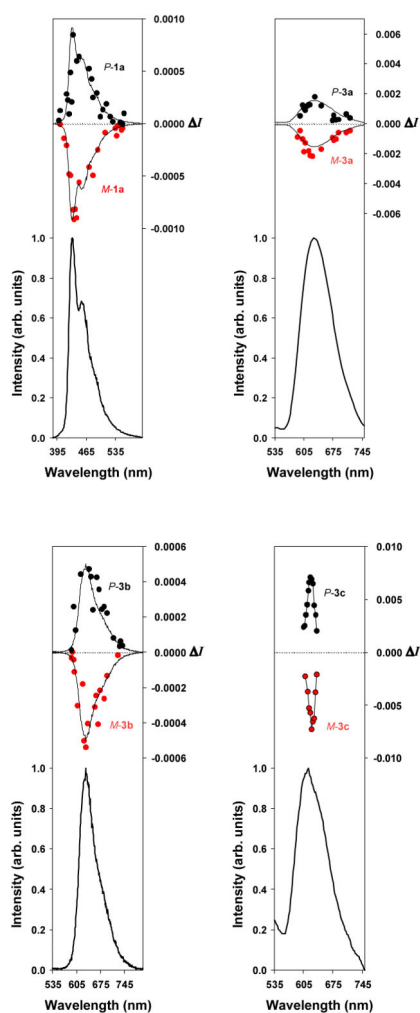 0.0010
P-1a
0.0005
0.0000 ΔI
-0.0005
M-1a
-0.0010
1.0
0.8
0.6
0.4
0.2
0.0
Intensity (arb. units)
395 465 535
Wavelength (nm)
0.006
0.004
P-3a
0.002
0.000 ΔI
-0.002
M-3a
-0.004
-0.006
1.0
0.8
0.6
0.4
0.2
0.0
Intensity (arb. units)
535 605 675 745
Wavelength (nm)
0.0006
P-3b
0.0004
0.0002
0.0000 ΔI
-0.0002
M-3b
-0.0004
-0.0006
1.0
0.8
0.6
0.4
0.2
0.0
Intensity (arb. units)
535 605 675 745
Wavelength (nm)
0.010
P-3c
0.005
0.000 ΔI
-0.005
M-3c
-0.010
1.0
0.8
0.6
0.4
0.2
0.0
Intensity (arb. units)
535 605 675 745
Wavelength (nm)